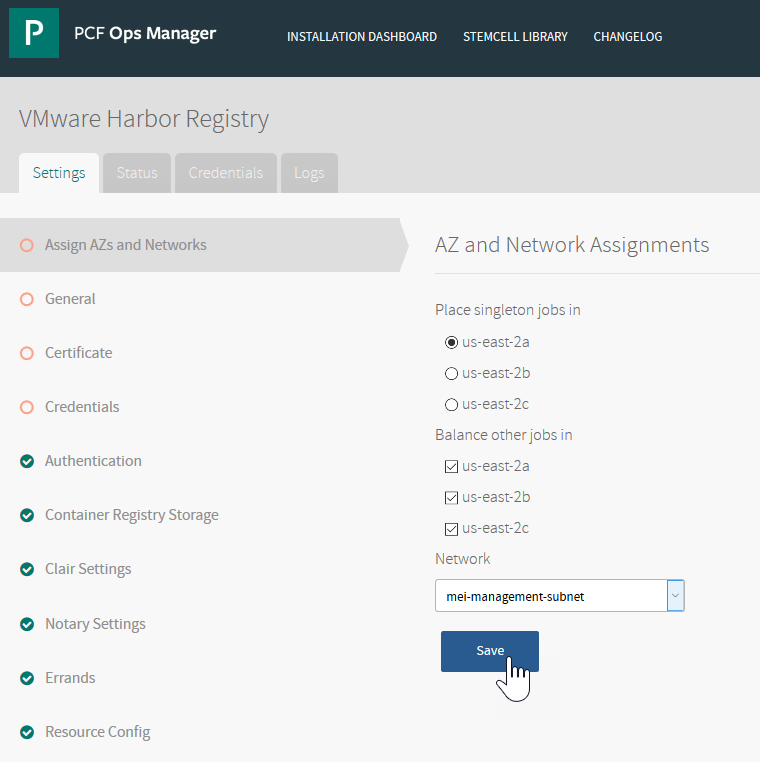 P PCF Ops Manager INSTALLATION DASHBOARD STEMCELL LIBRARY CHANGELOG
VMware Harbor Registry
Settings Status Credentials Logs
Assign AZs and Networks
General
Certificate
Credentials
Authentication
Container Registry Storage
Clair Settings
Notary Settings
Errands
Resource Config
AZ and Network Assignments
Place singleton jobs in
us-east-2a
us-east-2b
us-east-2c
Balance other jobs in
us-east-2a
us-east-2b
us-east-2c
Network
mei-management-subnet
Save